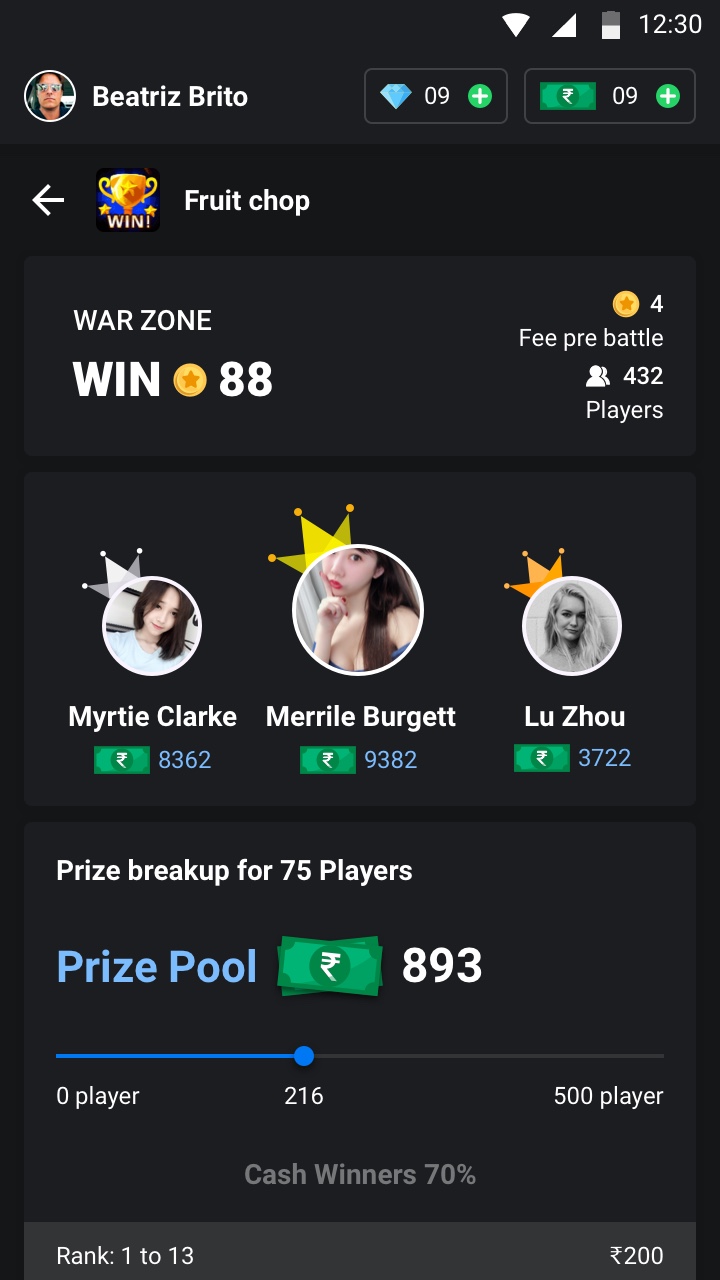 12:30
Beatriz Brito
09
₹ 09
WIN!
Fruit chop
WAR ZONE
WIN 88
4
Fee pre battle
432
Players
Myrtie Clarke
₹ 8362
Merrile Burgett
₹ 9382
Lu Zhou
₹ 3722
Prize breakup for 75 Players
Prize Pool ₹ 893
0 player
216
500 player
Cash Winners 70%
Rank: 1 to 13
₹200